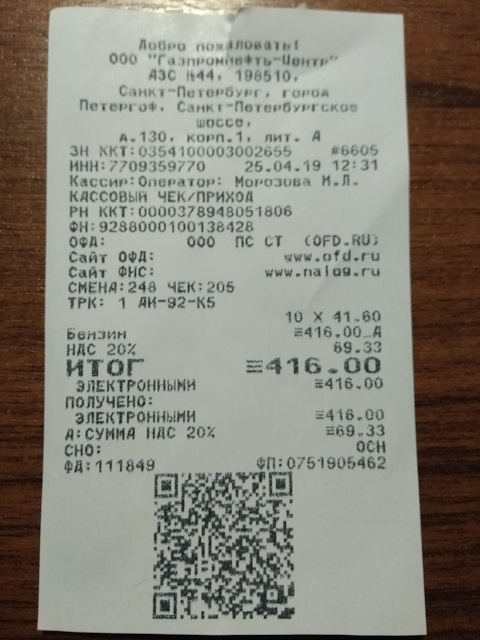 Добро пожаловать!
ООО "Газпромнефть-Центр"
АЗС №44, 198510,
Санкт-Петербург, город
Петергоф, Санкт-Петербургское
шоссе,
д.130, корп.1, лит. А
ЗН ККТ:0354100003002655 #6605
ИНН:7709359770 25.04.19 12:31
Кассир:Оператор: Морозова М.Л.
КАССОВЫЙ ЧЕК/ПРИХОД
РН ККТ:0000378948051806
ФН:9288000100138428
ОФД: ООО ПС СТ (OFD.RU)
Сайт ОФД: www.ofd.ru
Сайт ФНС: www.nalog.ru
СМЕНА:248 ЧЕК:205
ТРК: 1 АИ-92-К5
10 X 41.60
Бензин ≡416.00_А
НДС 20% 69.33
ИТОГ ≡416.00
ЭЛЕКТРОННЫМИ ≡416.00
ПОЛУЧЕНО:
ЭЛЕКТРОННЫМИ ≡416.00
А:СУММА НДС 20% ≡69.33
СНО: ОСН
ФД:111849 ФП:0751905462